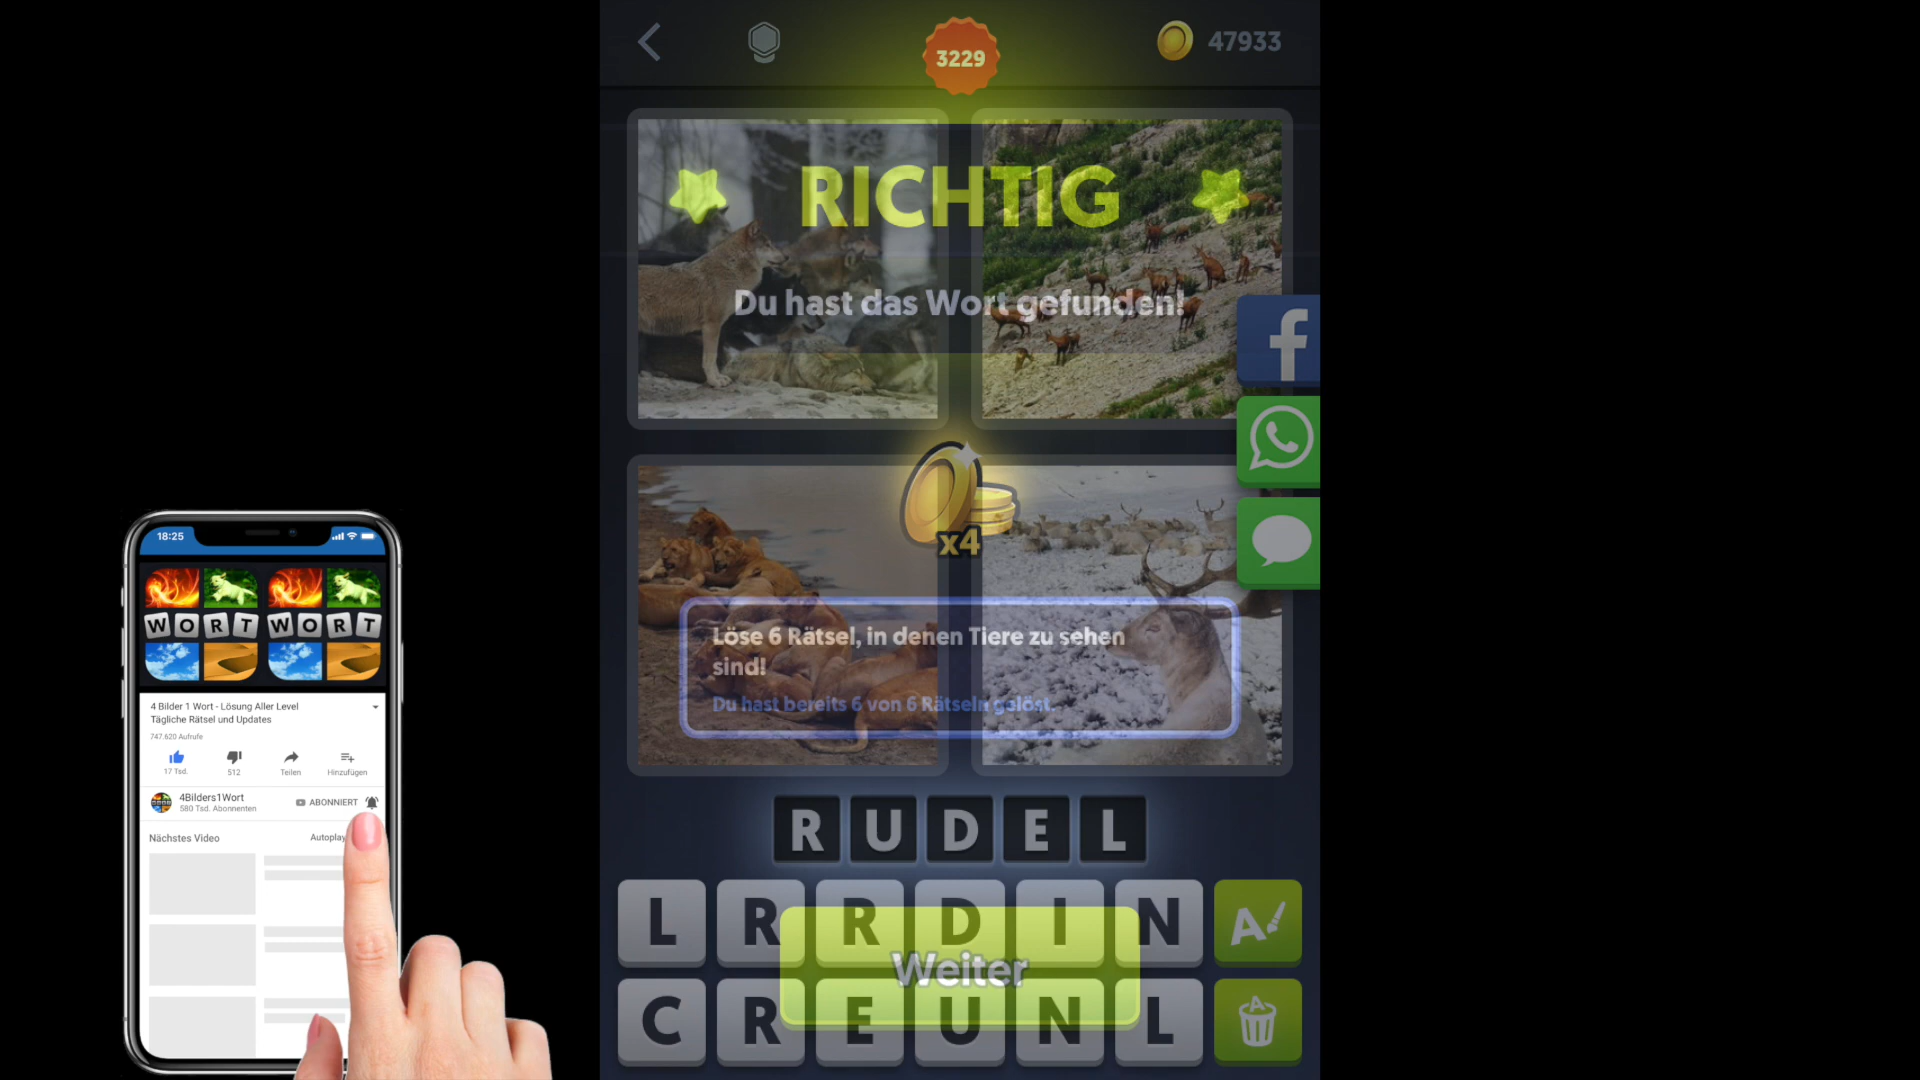 3229
47933
RICHTIG
Du hast das Wort gefunden!
x4
Löse 6 Rätsel, in denen Tiere zu sehen
sind!
Du hast bereits 6 von 6 Rätseln gelöst.
R U D E L
L R R D I N
A
Weiter
C R E U N L
A
18:25
W O R T W O R T
4 Bilder 1 Wort - Lösung Aller Level
Tägliche Rätsel und Updates
747.620 Aufrufe
17 Tsd. 512 Teilen Hinzufügen
4Bilders1Wort
580 Tsd. Abonnenten
ABONNIERT
Nächstes Video Autoplay